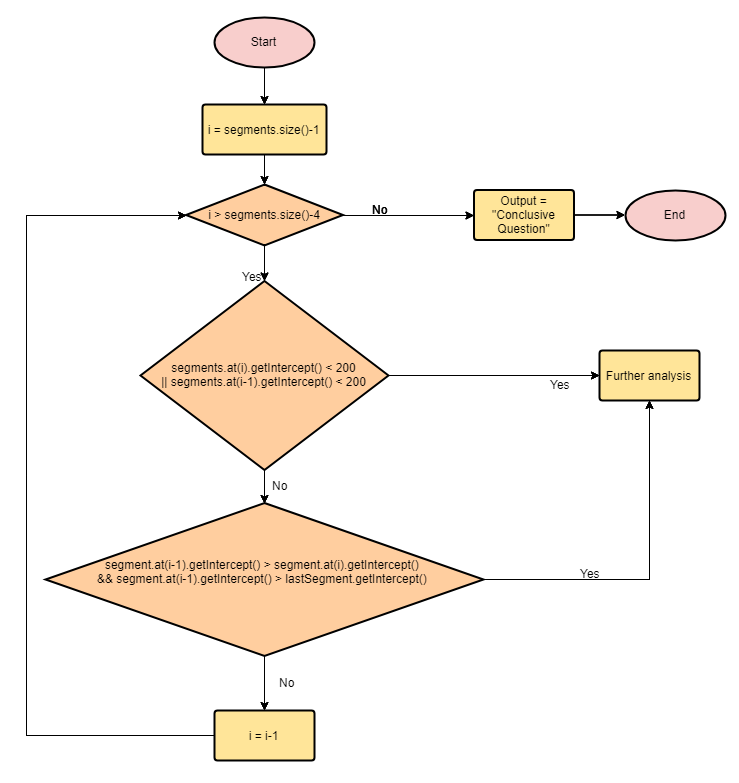 Start
i = segments.size()-1
i > segments.size()-4
No
Output =
"Conclusive
Question"
End
Yes
segments.at(i).getIntercept() < 200
|| segments.at(i-1).getIntercept() < 200
Yes
Further analysis
No
segment.at(i-1).getIntercept() > segment.at(i).getIntercept()
&& segment.at(i-1).getIntercept() > lastSegment.getIntercept()
Yes
No
i = i-1